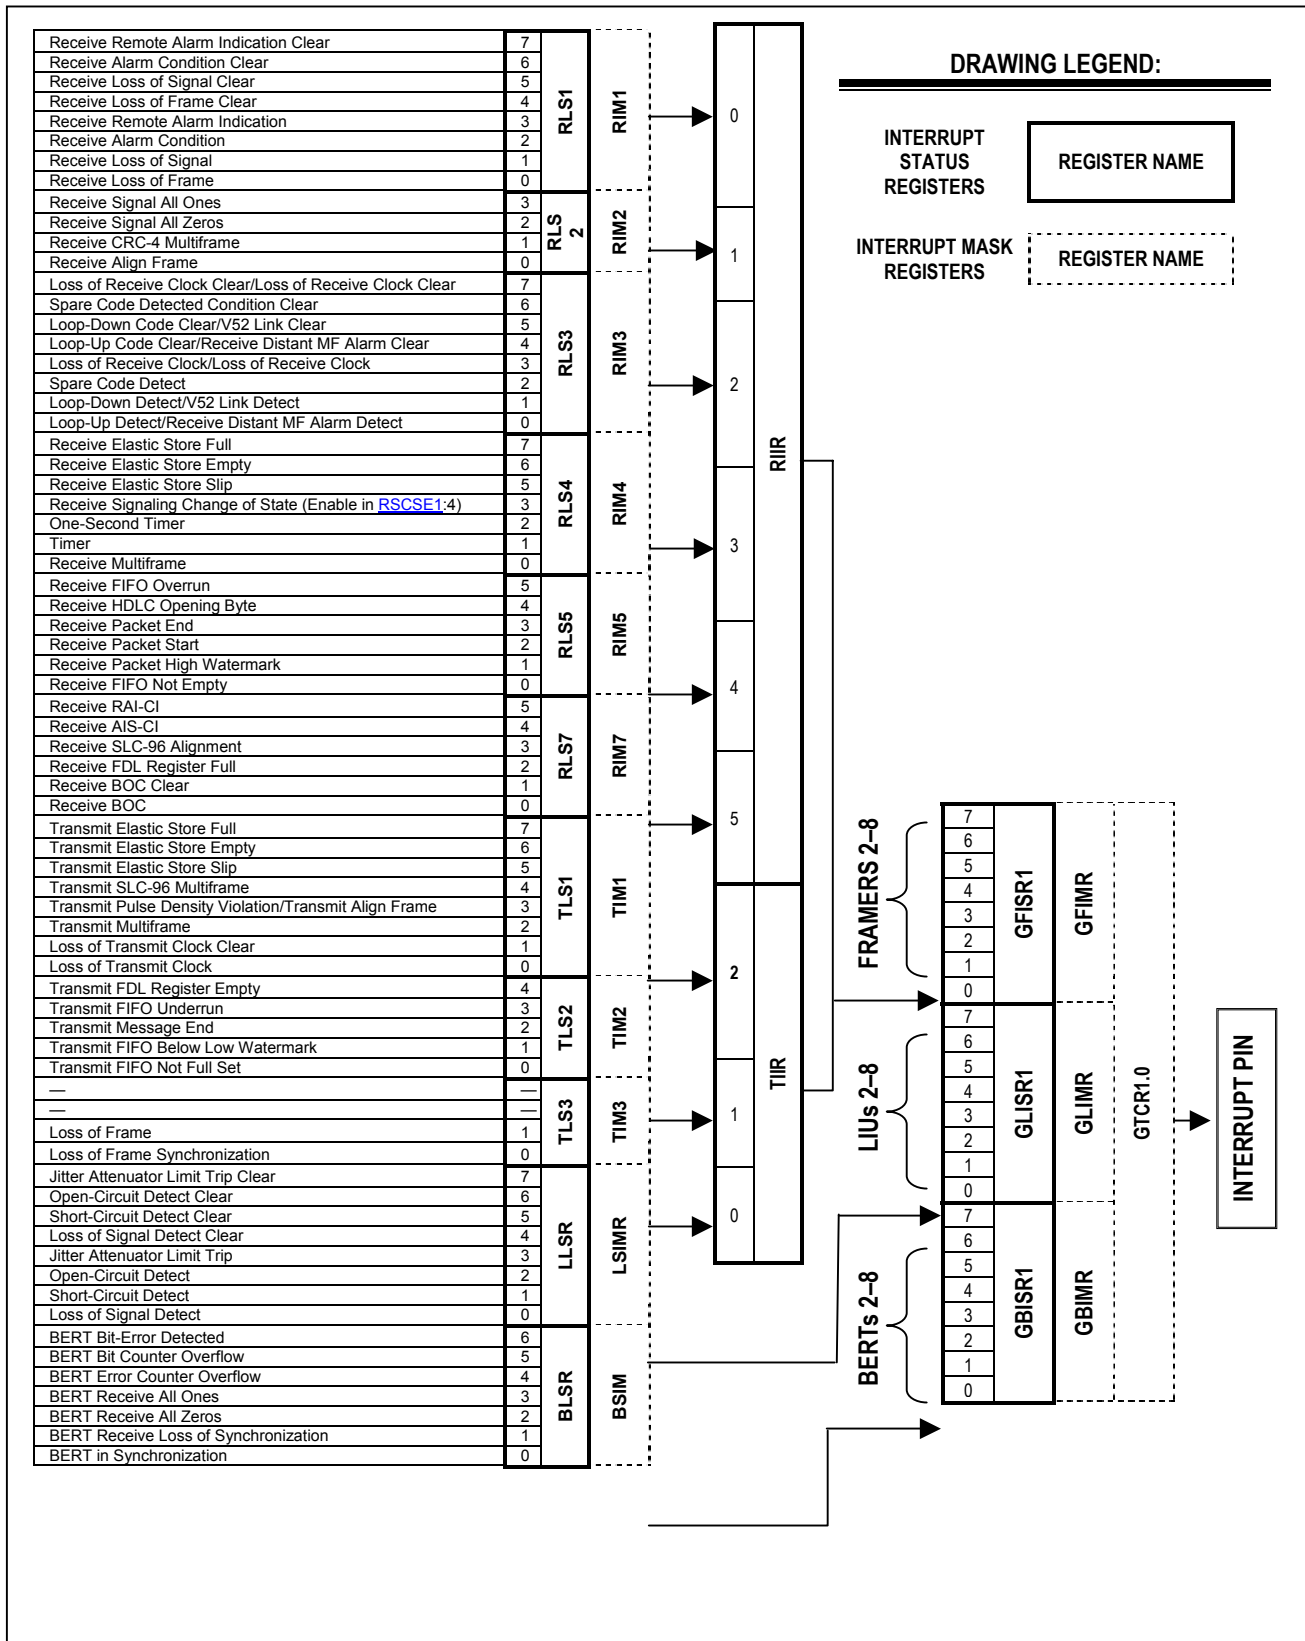 Receive Remote Alarm Indication Clear 7
Receive Alarm Condition Clear 6
Receive Loss of Signal Clear 5
Receive Loss of Frame Clear 4
Receive Remote Alarm Indication 3
Receive Alarm Condition 2
Receive Loss of Signal 1
Receive Loss of Frame 0
RLS1
RIM1
Receive Signal All Ones 3
Receive Signal All Zeros 2
Receive CRC-4 Multiframe 1
Receive Align Frame 0
RLS
2
RIM2
Loss of Receive Clock Clear/Loss of Receive Clock Clear 7
Spare Code Detected Condition Clear 6
Loop-Down Code Clear/V52 Link Clear 5
Loop-Up Code Clear/Receive Distant MF Alarm Clear 4
Loss of Receive Clock/Loss of Receive Clock 3
Spare Code Detect 2
Loop-Down Detect/V52 Link Detect 1
Loop-Up Detect/Receive Distant MF Alarm Detect 0
RLS3
RIM3
Receive Elastic Store Full 7
Receive Elastic Store Empty 6
Receive Elastic Store Slip 5
Receive Signaling Change of State (Enable in RSCSE1:4) 3
One-Second Timer 2
Timer 1
Receive Multiframe 0
RLS4
RIM4
Receive FIFO Overrun 5
Receive HDLC Opening Byte 4
Receive Packet End 3
Receive Packet Start 2
Receive Packet High Watermark 1
Receive FIFO Not Empty 0
RLS5
RIM5
Receive RAI-CI 5
Receive AIS-CI 4
Receive SLC-96 Alignment 3
Receive FDL Register Full 2
Receive BOC Clear 1
Receive BOC 0
RLS7
RIM7
Transmit Elastic Store Full 7
Transmit Elastic Store Empty 6
Transmit Elastic Store Slip 5
Transmit SLC-96 Multiframe 4
Transmit Pulse Density Violation/Transmit Align Frame 3
Transmit Multiframe 2
Loss of Transmit Clock Clear 1
Loss of Transmit Clock 0
TLS1
TIM1
Transmit FDL Register Empty 4
Transmit FIFO Underrun 3
Transmit Message End 2
Transmit FIFO Below Low Watermark 1
Transmit FIFO Not Full Set 0
TLS2
TIM2
— —
— —
Loss of Frame 1
Loss of Frame Synchronization 0
TLS3
TIM3
Jitter Attenuator Limit Trip Clear 7
Open-Circuit Detect Clear 6
Short-Circuit Detect Clear 5
Loss of Signal Detect Clear 4
Jitter Attenuator Limit Trip 3
Open-Circuit Detect 2
Short-Circuit Detect 1
Loss of Signal Detect 0
LLSR
LSIMR
BERT Bit-Error Detected 6
BERT Bit Counter Overflow 5
BERT Error Counter Overflow 4
BERT Receive All Ones 3
BERT Receive All Zeros 2
BERT Receive Loss of Synchronization 1
BERT in Synchronization 0
BLSR
BSIM
0
1
2
3
4
5
RIIR
2
1
0
TIIR
DRAWING LEGEND:
INTERRUPT
STATUS
REGISTERS
REGISTER NAME
INTERRUPT MASK
REGISTERS
REGISTER NAME
FRAMERS 2–8
7
6
5
4
3
2
1
0
GFISR1
GFIMR
LIUs 2–8
7
6
5
4
3
2
1
0
GLISR1
GLIMR
BERTs 2–8
7
6
5
4
3
2
1
0
GBISR1
GBIMR
GTCR1.0
INTERRUPT PIN